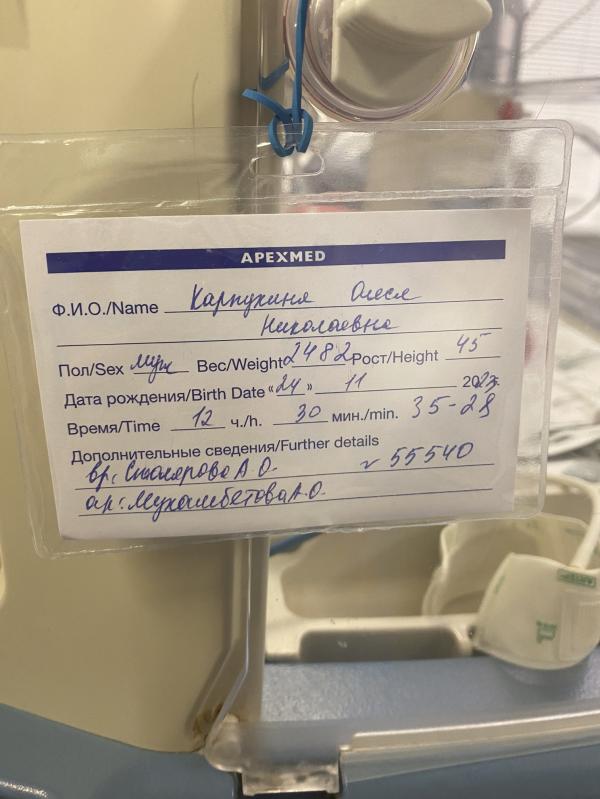 APEXMED
Ф.И.О./Name Карпухина Олеся
Николаевна
Пол/Sex муж Вес/Weight 2482 Рост/Height 45
Дата рождения/Birth Date «24» 11 2023.
Время/Time 12 ч./h. 30 мин./min. 35-28
Дополнительные сведения/Further details
вр: Столярова А О. № 55540
ак: Мухамбетова А.О.